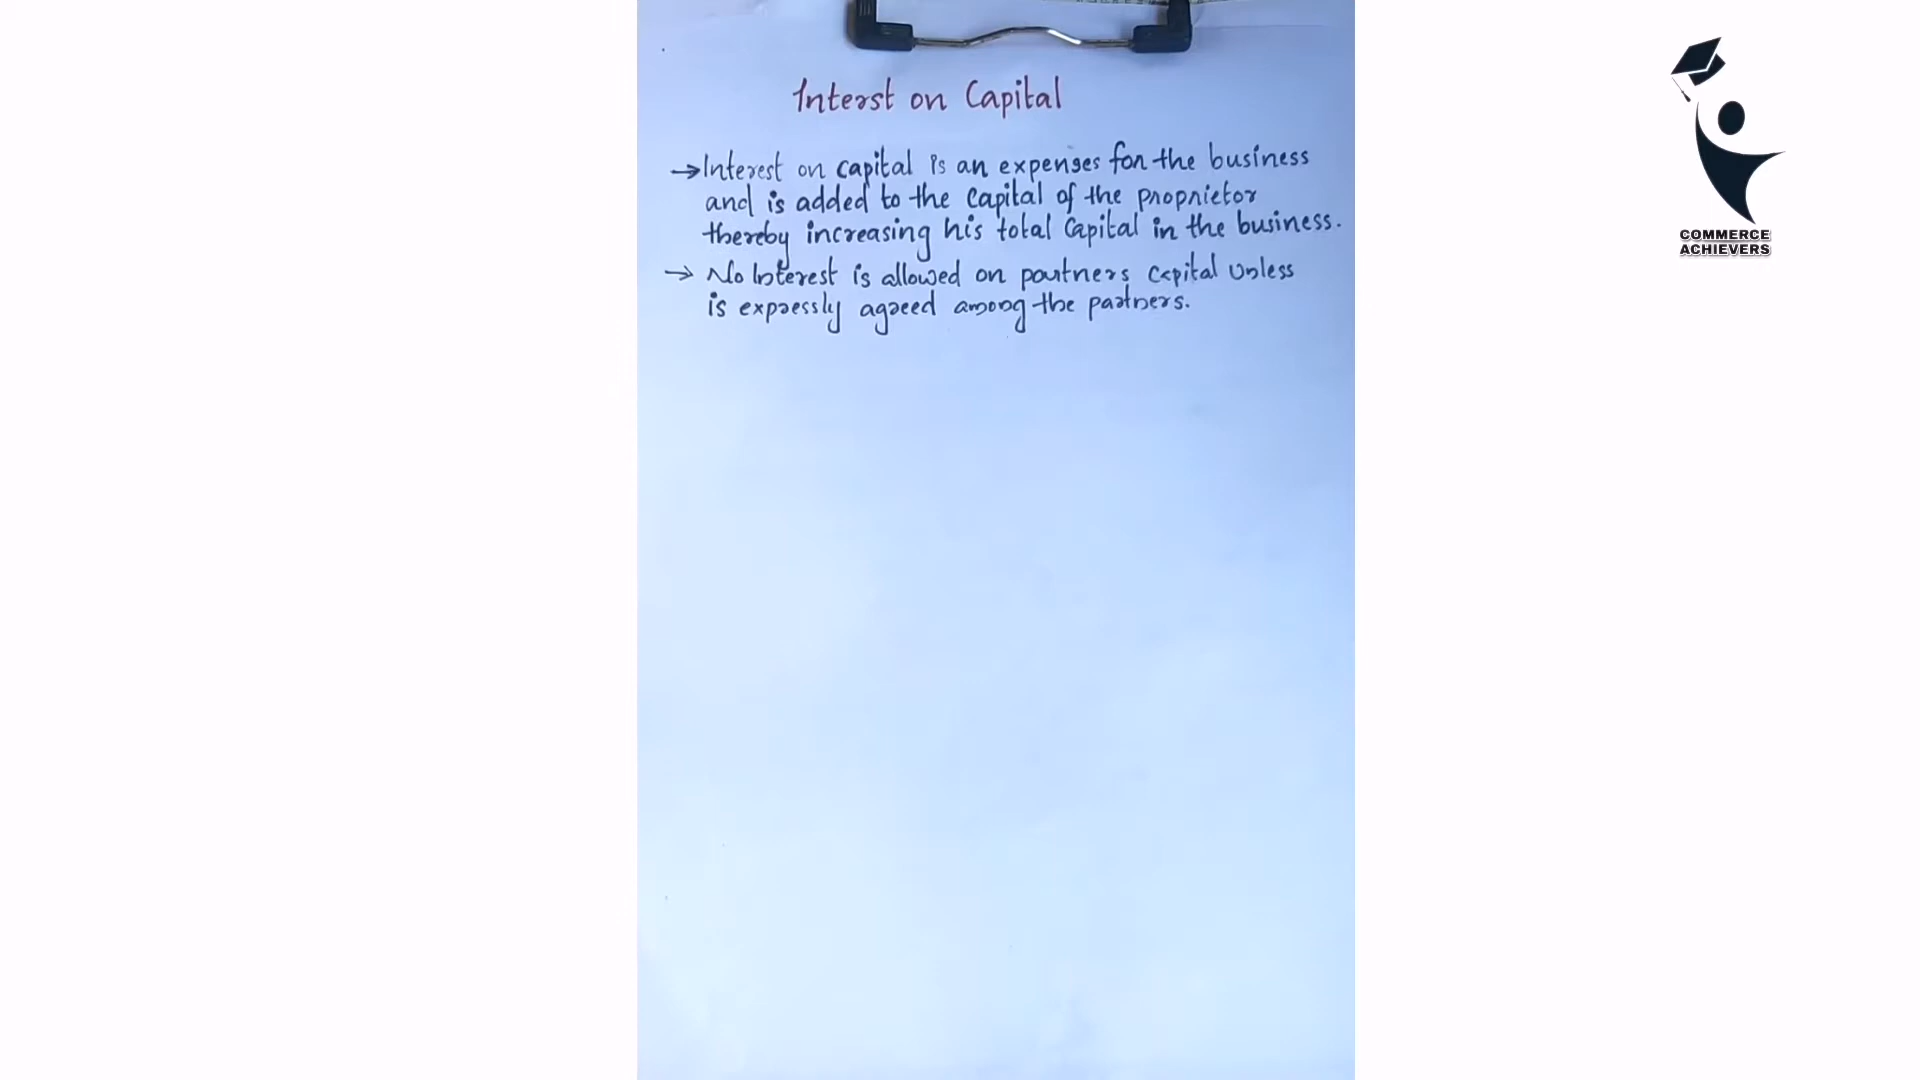 Interst on Capital
→Interest on capital is an expenses for the business
and is added to the Capital of the proprietor
thereby increasing his total Capital in the business.
→ No Interest is allowed on partners Capital Unless
is expressly agreed among the partners.
COMMERCE
ACHIEVERS